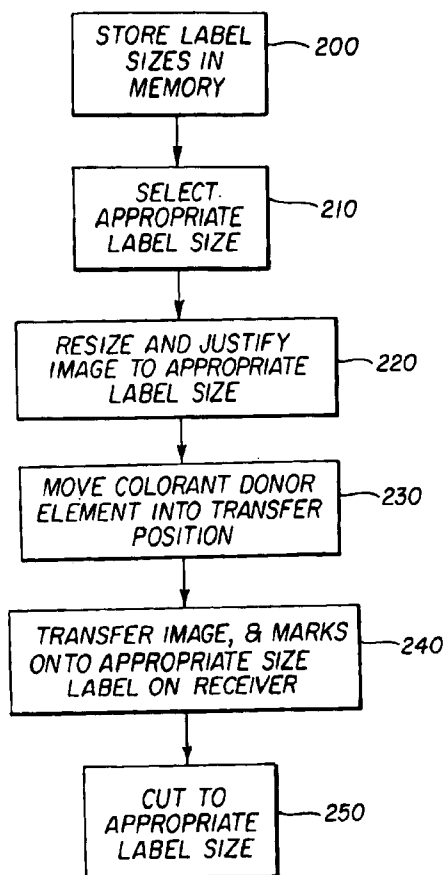 STORE LABEL
SIZES IN
MEMORY
200
SELECT
APPROPRIATE
LABEL SIZE
210
RESIZE AND JUSTIFY
IMAGE TO APPROPRIATE
LABEL SIZE
220
MOVE COLORANT DONOR
ELEMENT INTO TRANSFER
POSITION
230
TRANSFER IMAGE, & MARKS
ONTO APPROPRIATE SIZE
LABEL ON RECEIVER
240
CUT TO
APPROPRIATE
LABEL SIZE
250